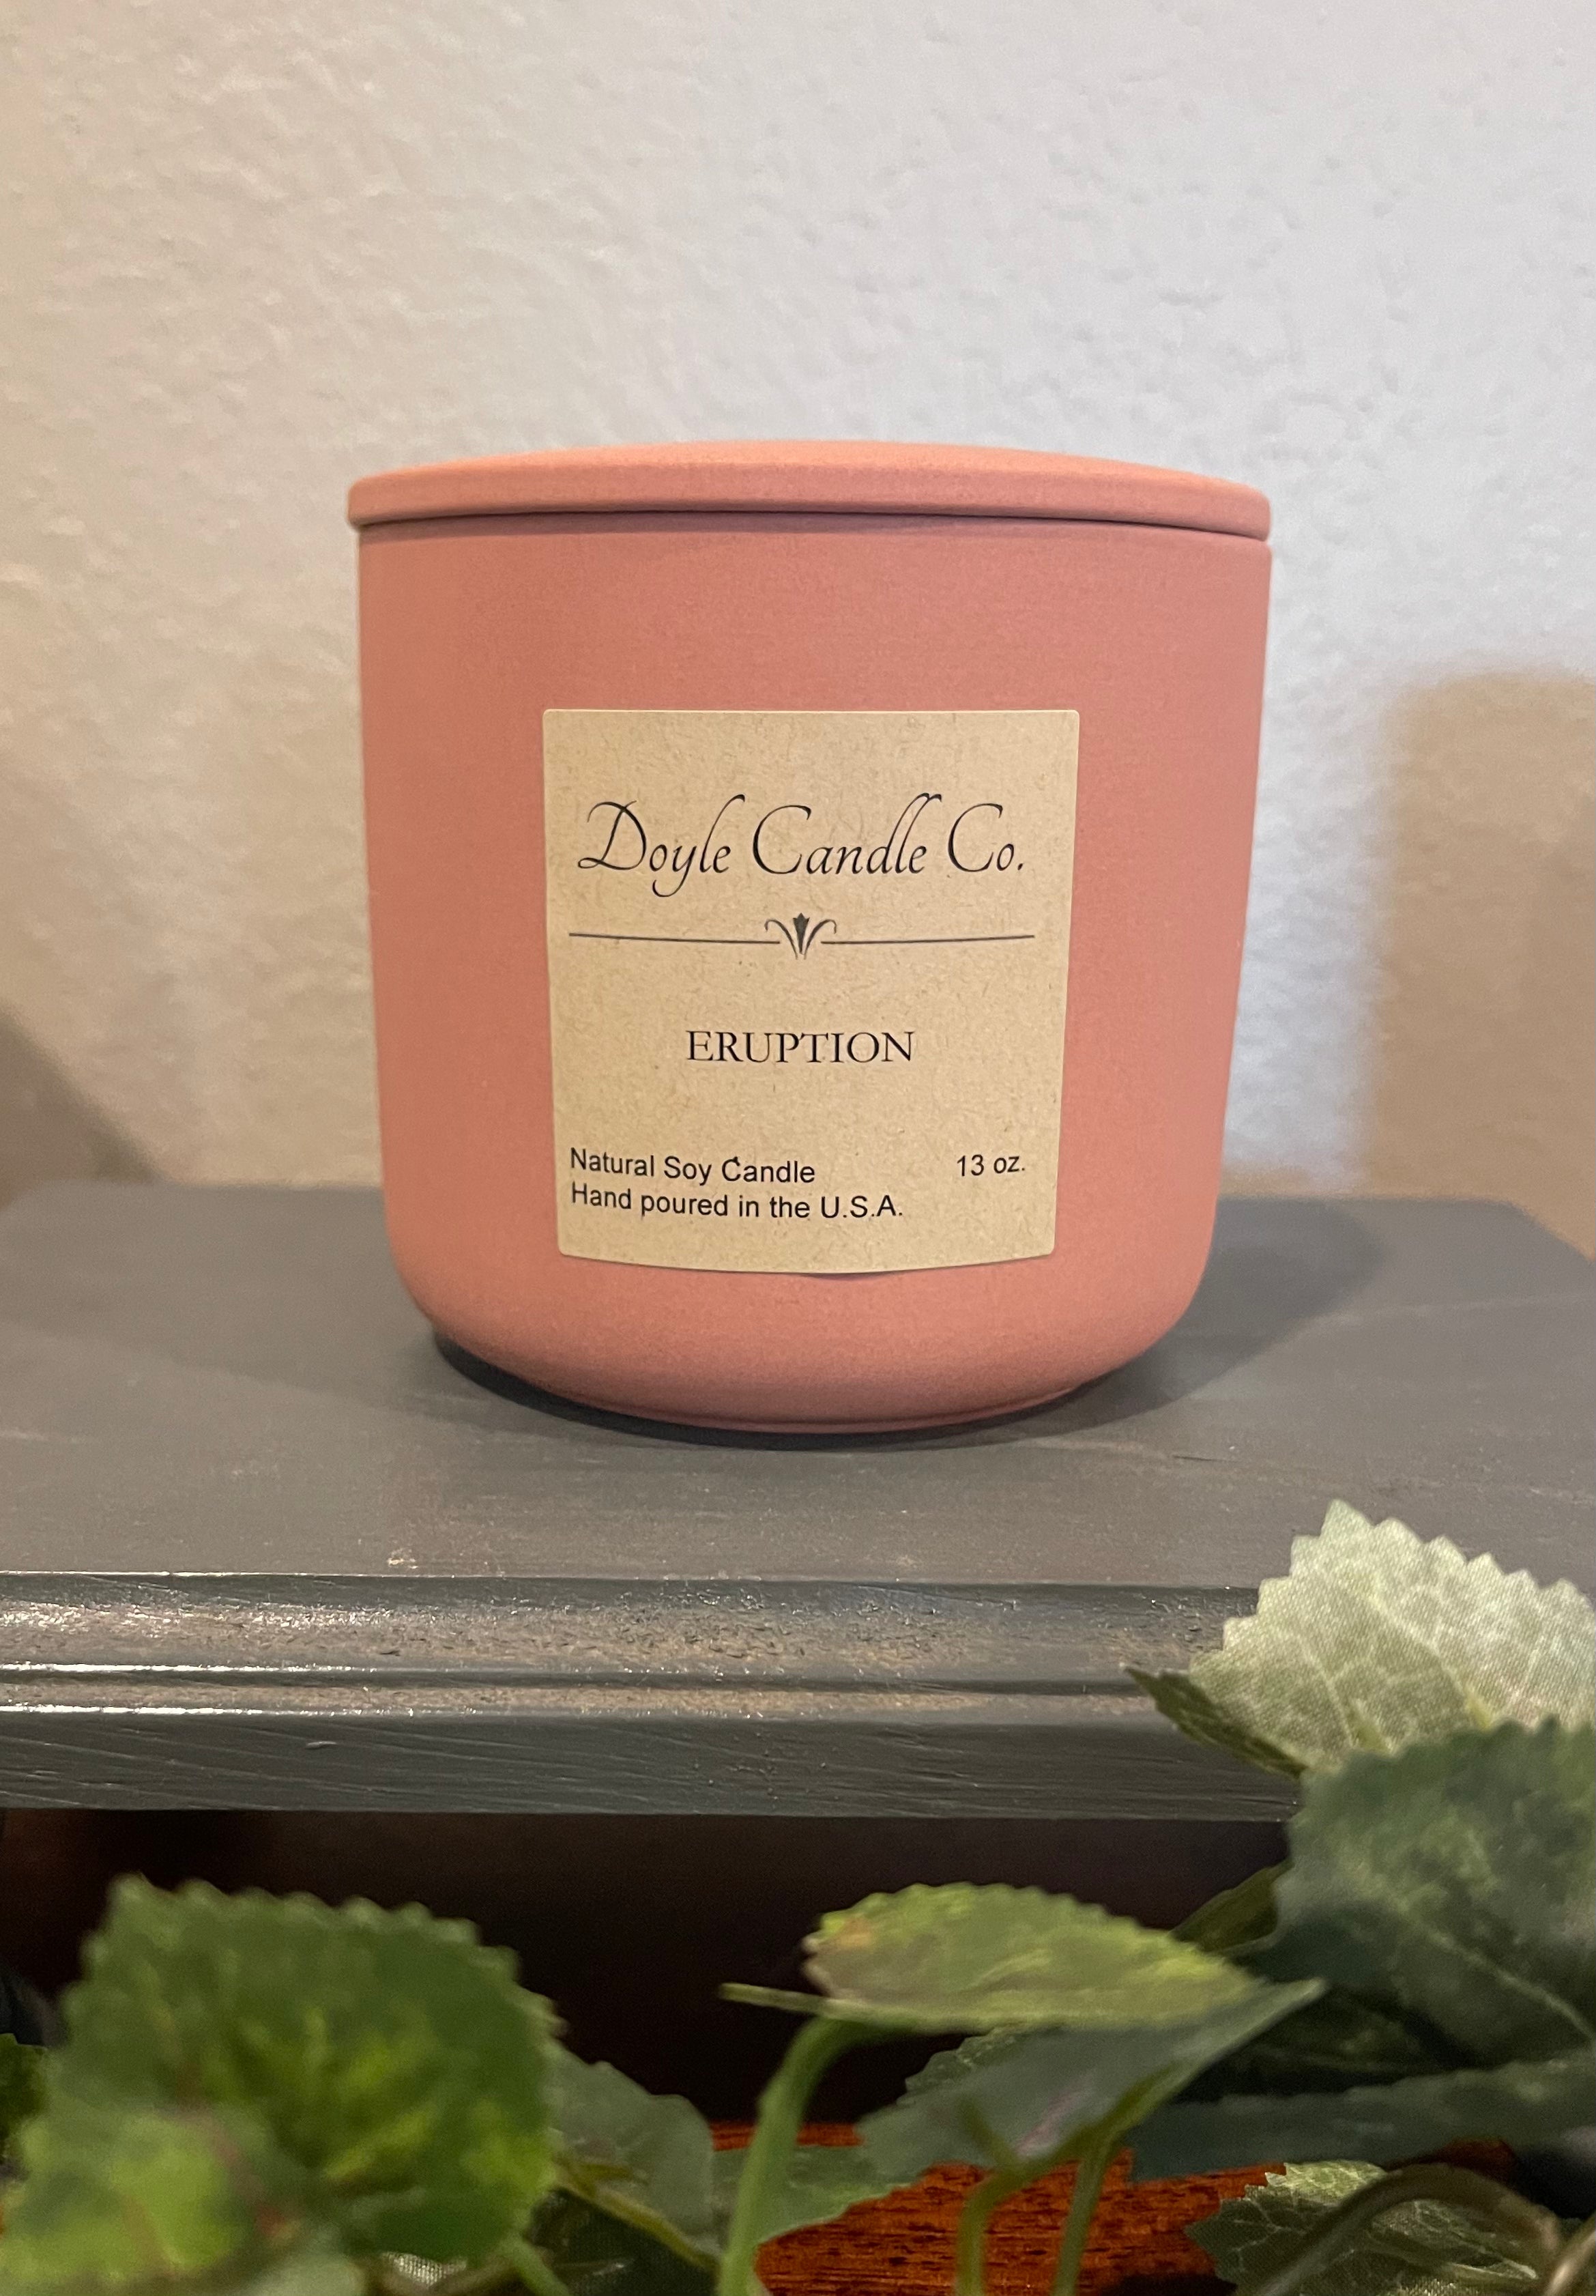 Doyle Candle Co.
ERUPTION
Natural Soy Candle 13 oz.
Hand poured in the U.S.A.